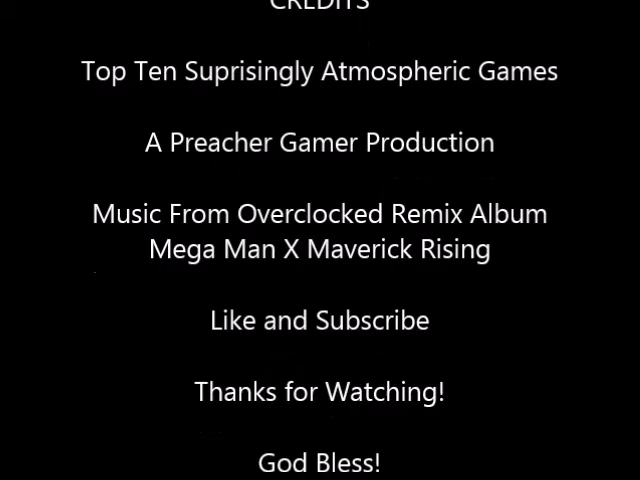 CREDITS
Top Ten Suprisingly Atmospheric Games
A Preacher Gamer Production
Music From Overclocked Remix Album
Mega Man X Maverick Rising
Like and Subscribe
Thanks for Watching!
God Bless!